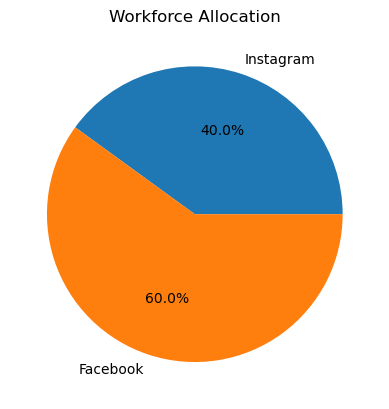 Workforce Allocation
Instagram
40.0%
60.0%
Facebook